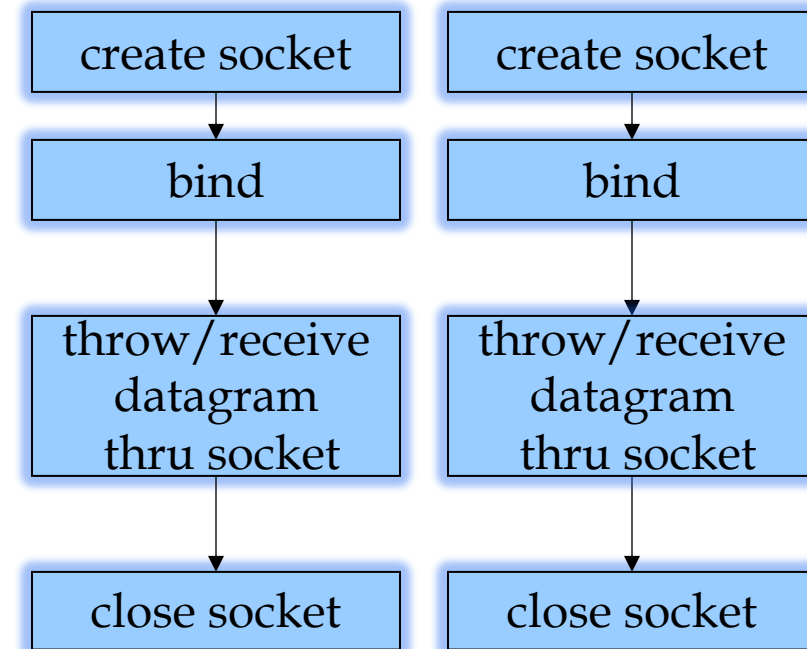 create socket
create socket
bind
bind
throw/receive
datagram
thru socket
throw/receive
datagram
thru socket
close socket
close socket